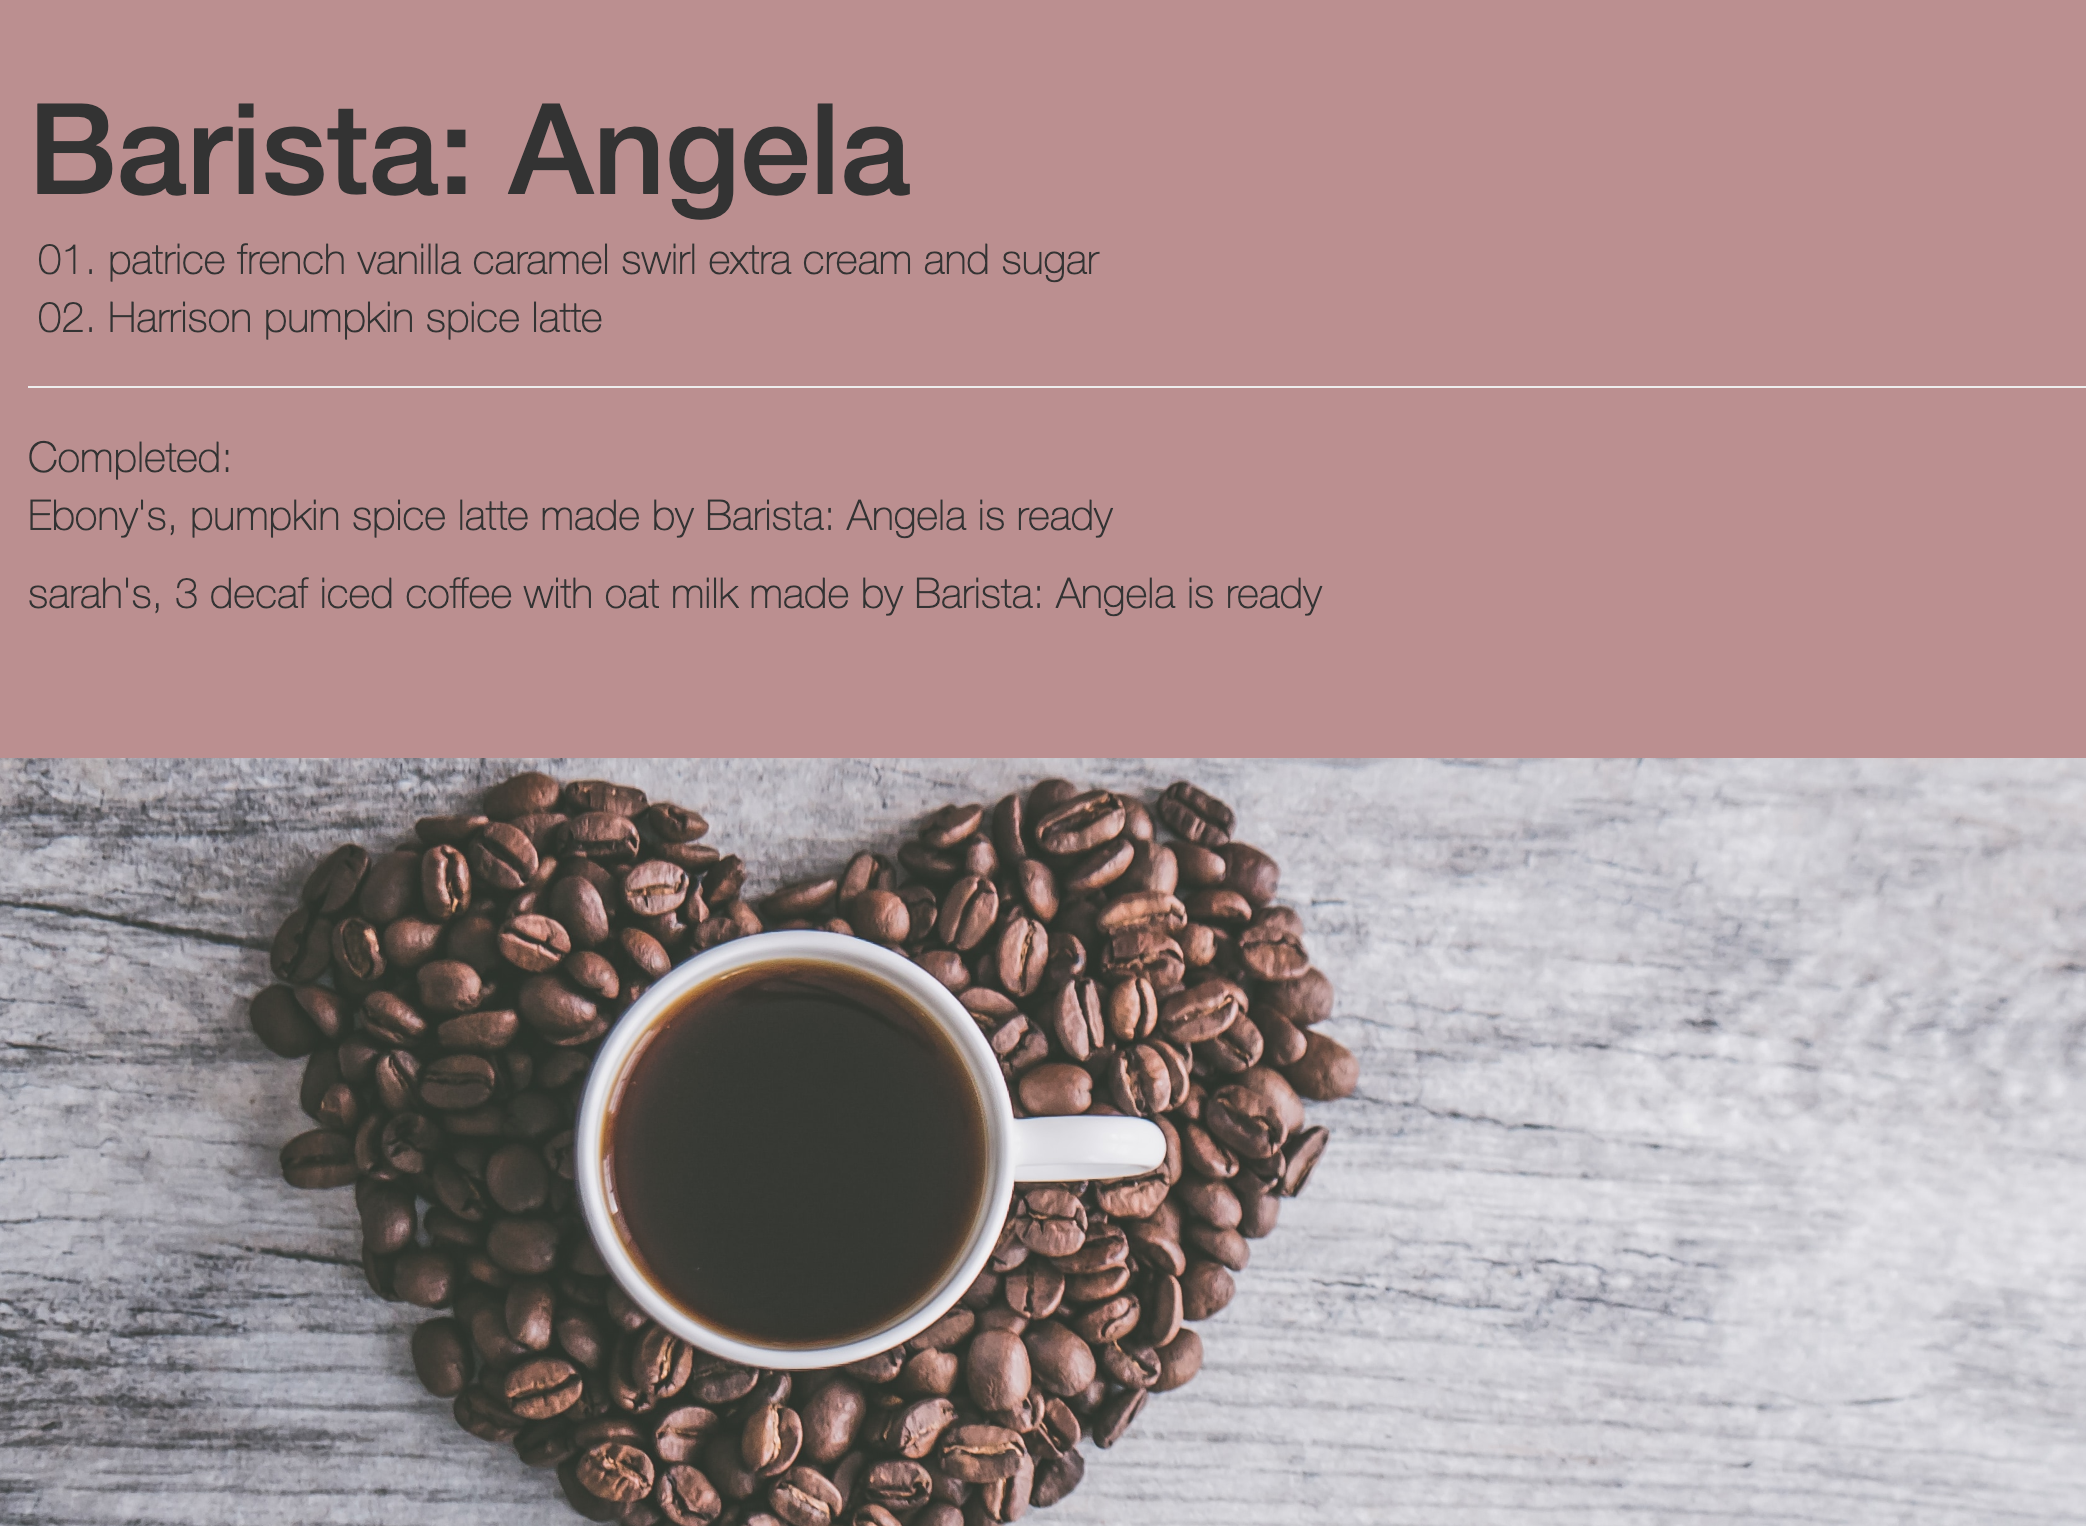 Barista: Angela
01. patrice french vanilla caramel swirl extra cream and sugar
02. Harrison pumpkin spice latte
Completed:
Ebony's, pumpkin spice latte made by Barista: Angela is ready
sarah's, 3 decaf iced coffee with oat milk made by Barista: Angela is ready